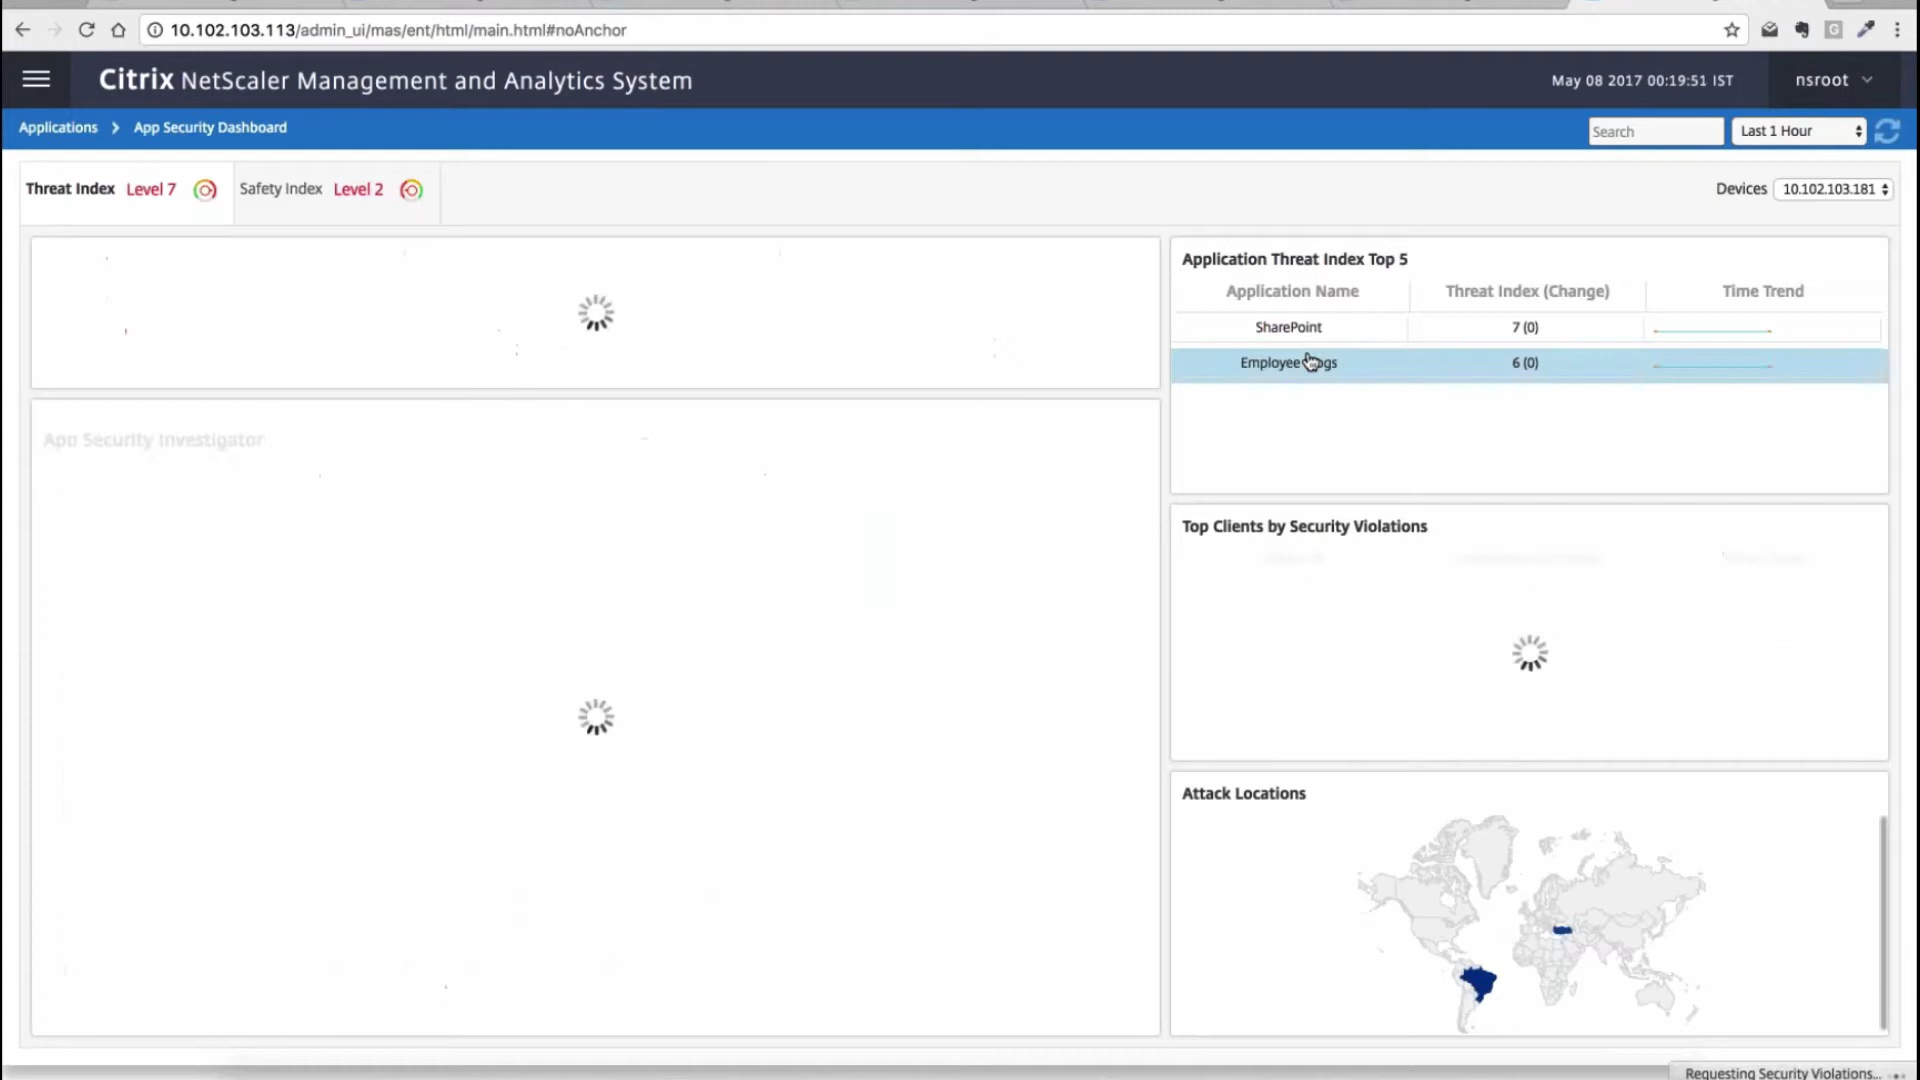 10.102.103.113/admin_ui/mas/ent/html/main.html#noAnchor
Citrix NetScaler Management and Analytics System
May 08 2017 00:19:51 IST
nsroot
Applications
App Security Dashboard
Search
Last 1 Hour
Threat Index Level 7
Safety Index Level 2
Devices 10.102.103.181
Application Threat Index Top 5
Application Name Threat Index (Change) Time Trend
SharePoint 7 (0)
Employee 6 (0)
App Security Investigator
Top Clients by Security Violations
Attack Locations
Requesting Security Violations...